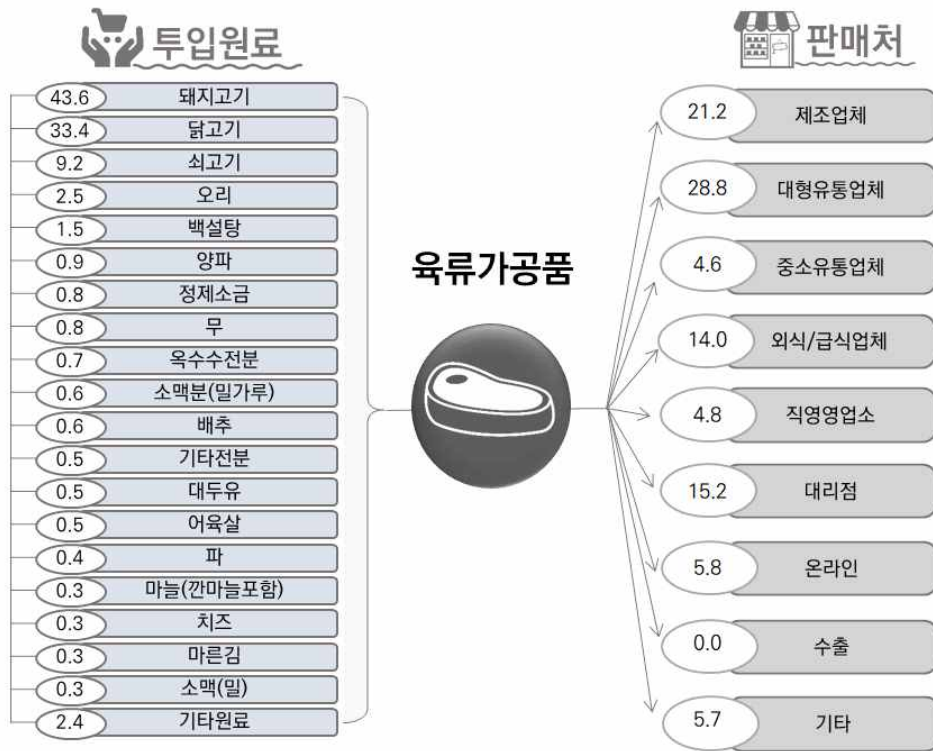 투입원료
43.6 돼지고기
33.4 닭고기
9.2 쇠고기
2.5 오리
1.5 백설탕
0.9 양파
0.8 정제소금
0.8 무
0.7 옥수수전분
0.6 소맥분(밀가루)
0.6 배추
0.5 기타전분
0.5 대두유
0.5 어육살
0.4 파
0.3 마늘(깐마늘포함)
0.3 치즈
0.3 마른김
0.3 소맥(밀)
2.4 기타원료
육류가공품
판매처
21.2 제조업체
28.8 대형유통업체
4.6 중소유통업체
14.0 외식/급식업체
4.8 직영영업소
15.2 대리점
5.8 온라인
0.0 수출
5.7 기타